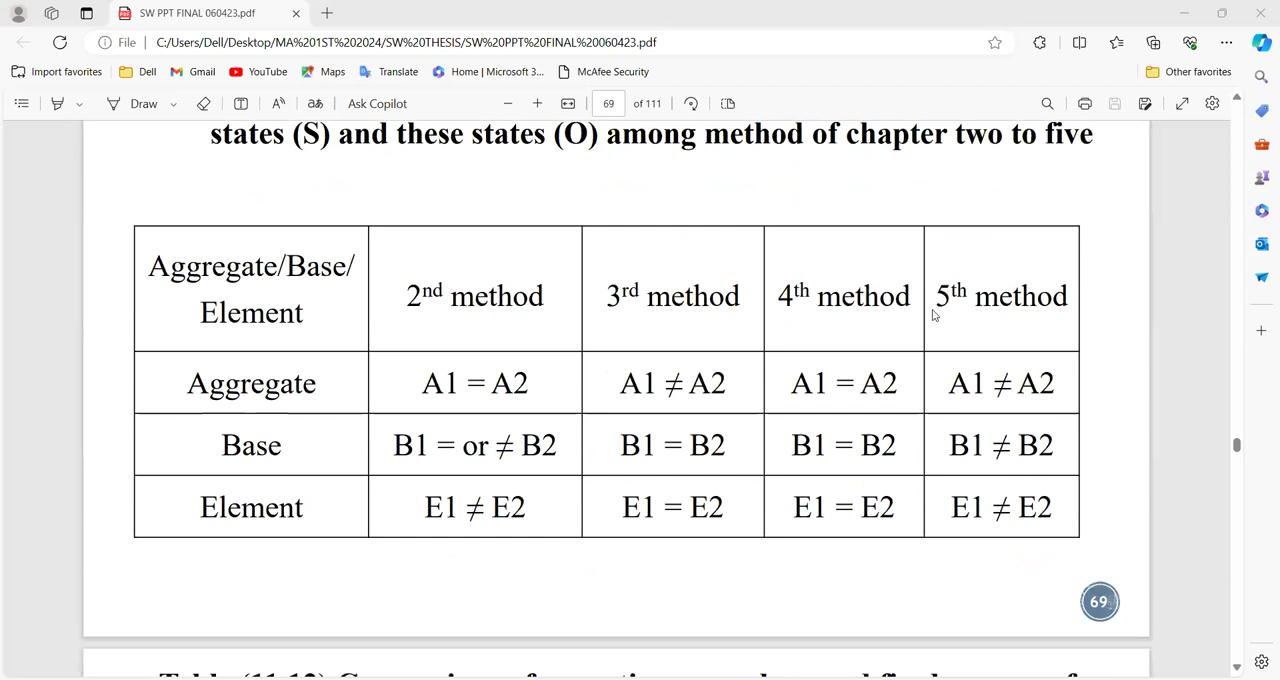 SW PPT FINAL 060423.pdf
File C:/Users/Dell/Desktop/MA%201ST%202024/SW%20THESIS/SW%20PPT%20FINAL%20060423.pdf
Import favorites Dell Gmail YouTube Maps Translate Home | Microsoft 3... McAfee Security Other favorites
Draw Ask Copilot 69 of 111
states (S) and these states (O) among method of chapter two to five
Aggregate/Base/
Element
2nd method 3rd method 4th method 5th method
Aggregate A1 = A2 A1 ≠ A2 A1 = A2 A1 ≠ A2
Base B1 = or ≠ B2 B1 = B2 B1 = B2 B1 ≠ B2
Element E1 ≠ E2 E1 = E2 E1 = E2 E1 ≠ E2
69